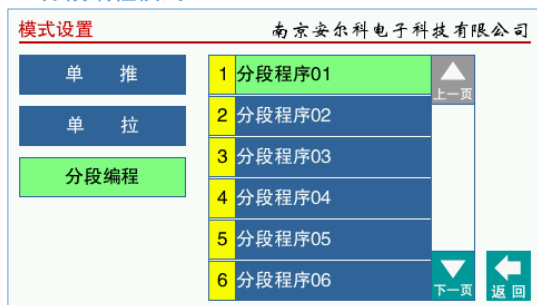 模式设置
南京安尔科电子科技有限公司
单 推
单 拉
分段编程
1 分段程序01
2 分段程序02
3 分段程序03
4 分段程序04
5 分段程序05
6 分段程序06
上一页
下一页
返 回